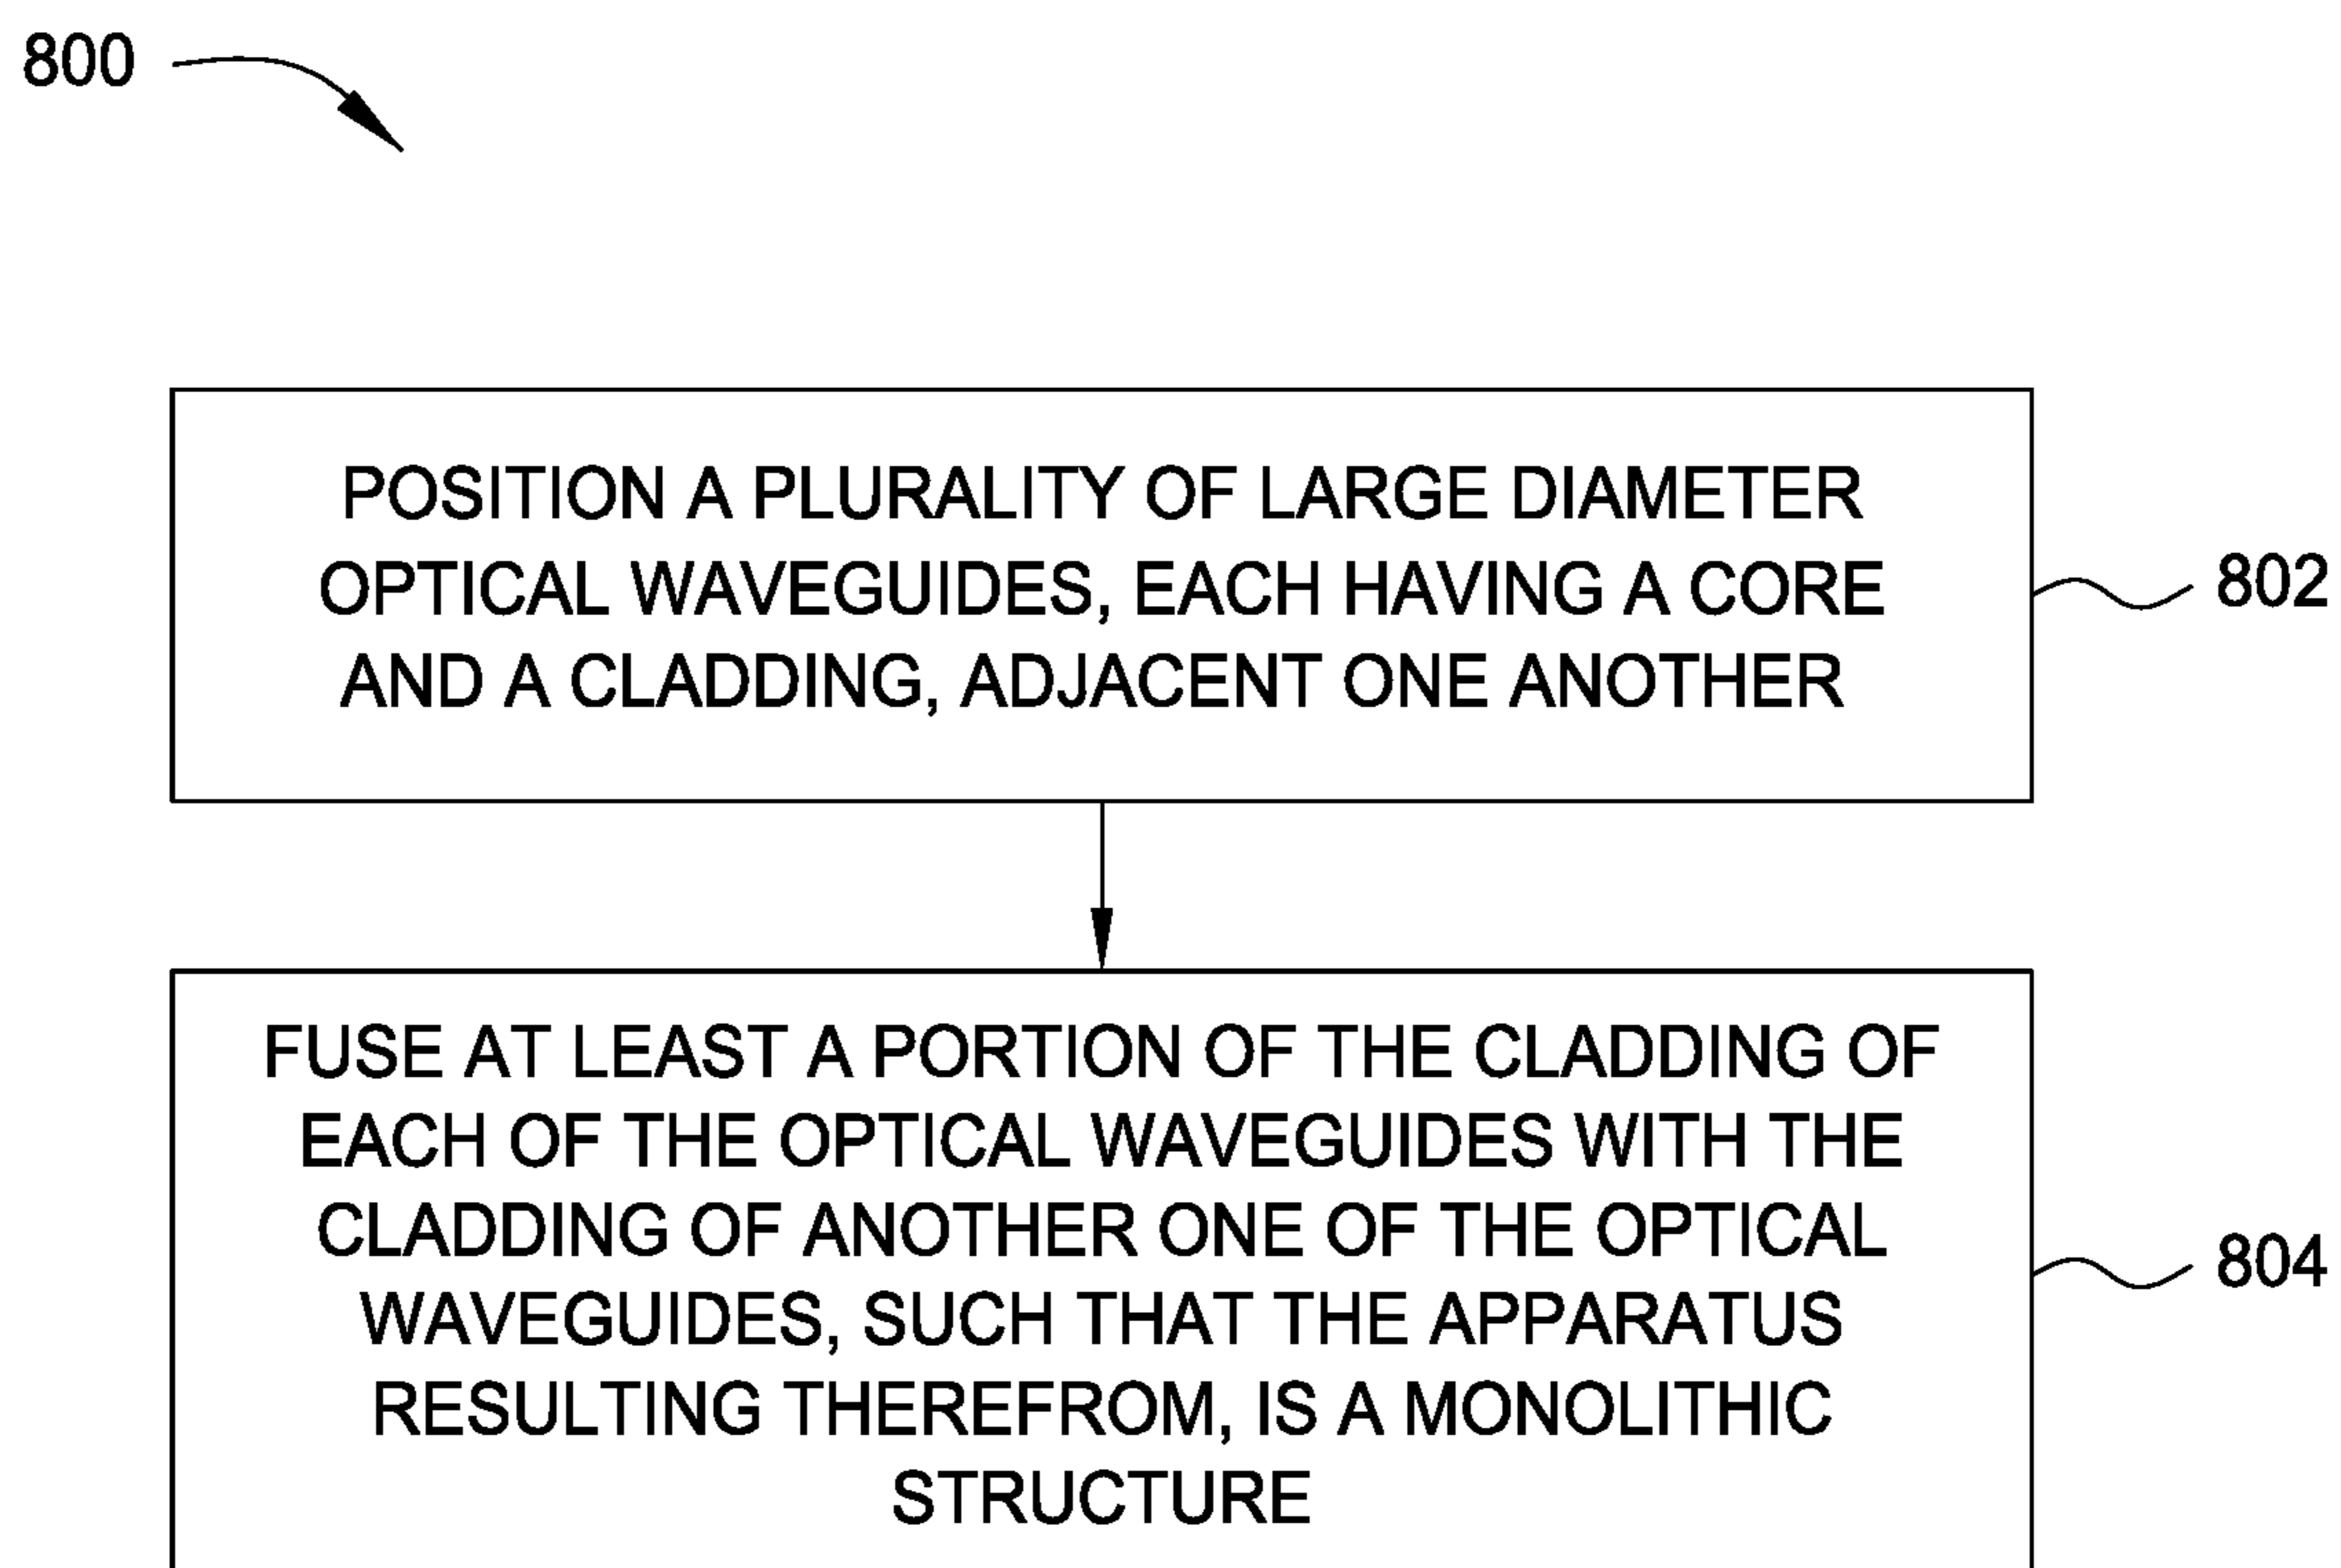 800
POSITION A PLURALITY OF LARGE DIAMETER
OPTICAL WAVEGUIDES, EACH HAVING A CORE
AND A CLADDING, ADJACENT ONE ANOTHER
802
FUSE AT LEAST A PORTION OF THE CLADDING OF
EACH OF THE OPTICAL WAVEGUIDES WITH THE
CLADDING OF ANOTHER ONE OF THE OPTICAL
WAVEGUIDES, SUCH THAT THE APPARATUS
RESULTING THEREFROM, IS A MONOLITHIC
STRUCTURE
804